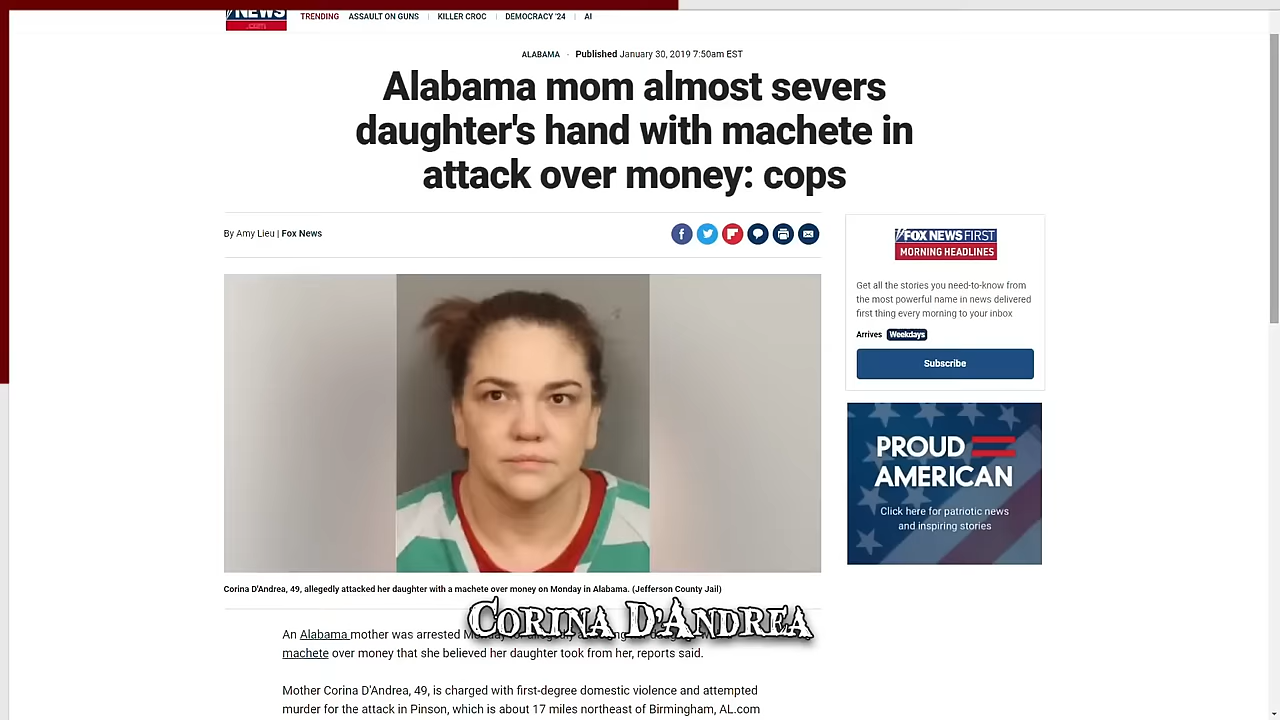 NEWS
.com
TRENDING ASSAULT ON GUNS KILLER CROC DEMOCRACY '24 AI
ALABAMA · Published January 30, 2019 7:50am EST
Alabama mom almost severs
daughter's hand with machete in
attack over money: cops
By Amy Lieu | Fox News
Corina D'Andrea, 49, allegedly attacked her daughter with a machete over money on Monday in Alabama. (Jefferson County Jail)
CORINA D'ANDREA
An Alabama mother was arrested
machete over money that she believed her daughter took from her, reports said.
Mother Corina D'Andrea, 49, is charged with first-degree domestic violence and attempted
murder for the attack in Pinson, which is about 17 miles northeast of Birmingham, AL.com
FOX NEWS FIRST
MORNING HEADLINES
Get all the stories you need-to-know from
the most powerful name in news delivered
first thing every morning to your inbox
Arrives Weekdays
Subscribe
PROUD
AMERICAN
Click here for patriotic news
and inspiring stories